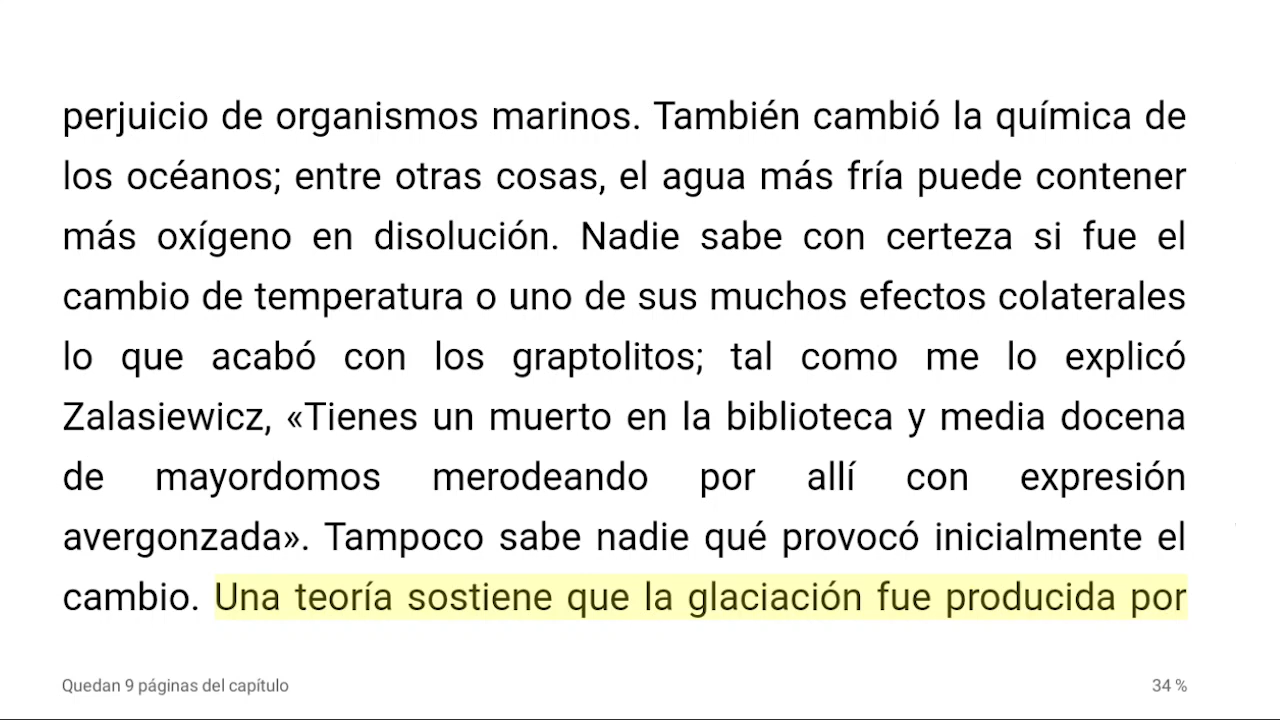 perjuicio de organismos marinos. También cambió la química de
los océanos; entre otras cosas, el agua más fría puede contener
más oxígeno en disolución. Nadie sabe con certeza si fue el
cambio de temperatura o uno de sus muchos efectos colaterales
lo que acabó con los graptolitos; tal como me lo explicó
Zalasiewicz, «Tienes un muerto en la biblioteca y media docena
de mayordomos merodeando por allí con expresión
avergonzada». Tampoco sabe nadie qué provocó inicialmente el
cambio. Una teoría sostiene que la glaciación fue producida por
Quedan 9 páginas del capítulo
34 %